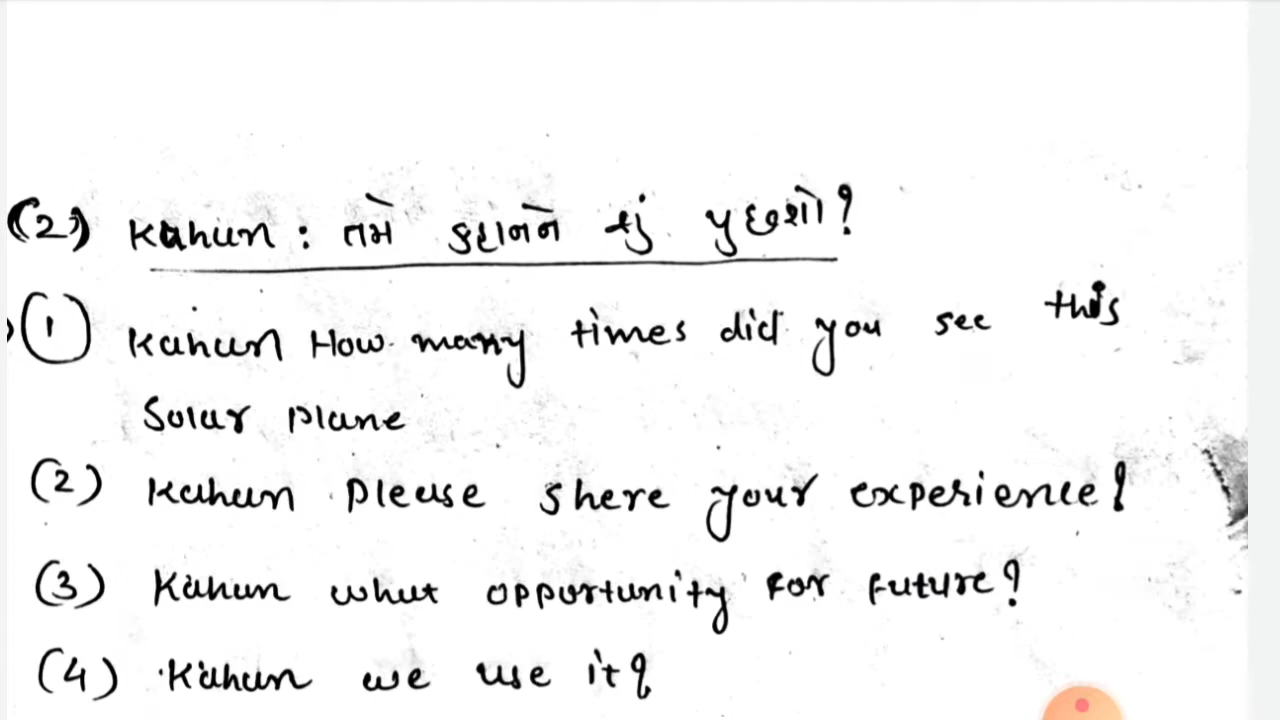 (2) Kahun : તમે કહાનને શું પુછશો?
(1) Kahun How many times did you see this
Solar plane
(2) Kahun please shere your experience?
(3) Kahun what opportunity for future?
(4) Kahun we use it?